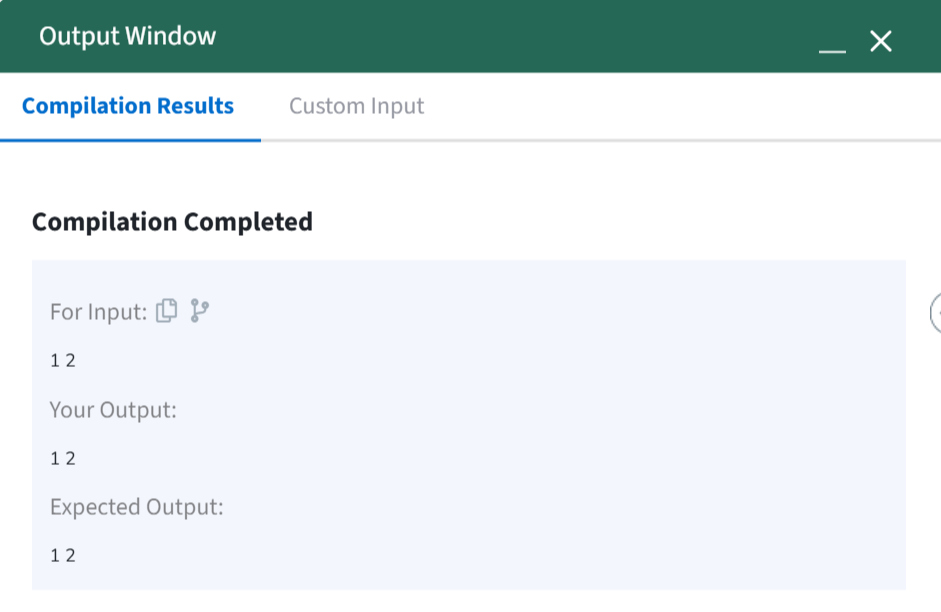 Output Window
Compilation Results Custom Input
Compilation Completed
For Input:
1 2
Your Output:
1 2
Expected Output:
1 2